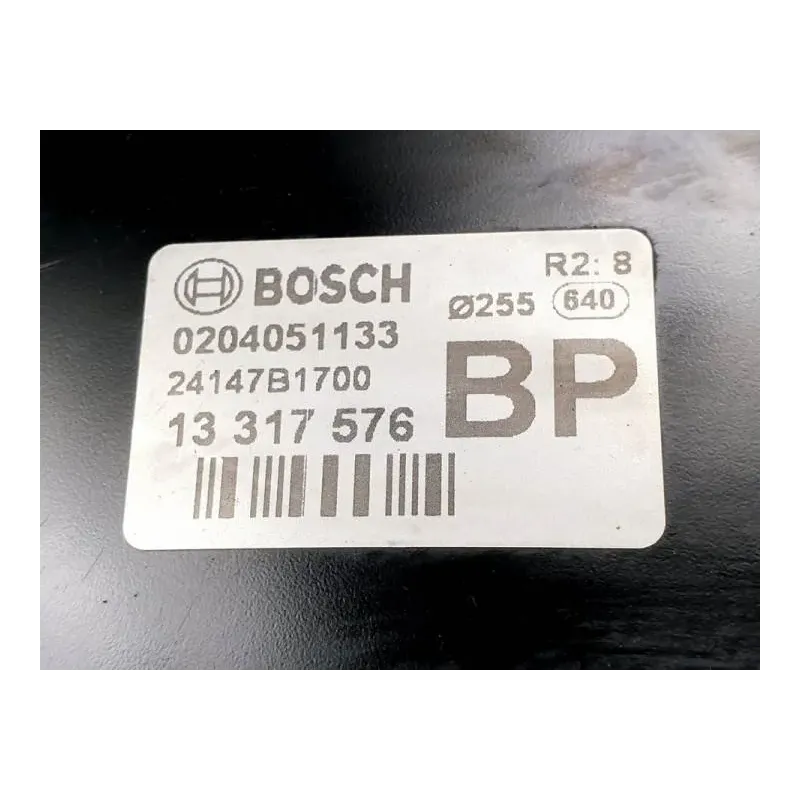 BOSCH
R2: 8
Ø255 640
0204051133
24147B1700
BP
13 317 576